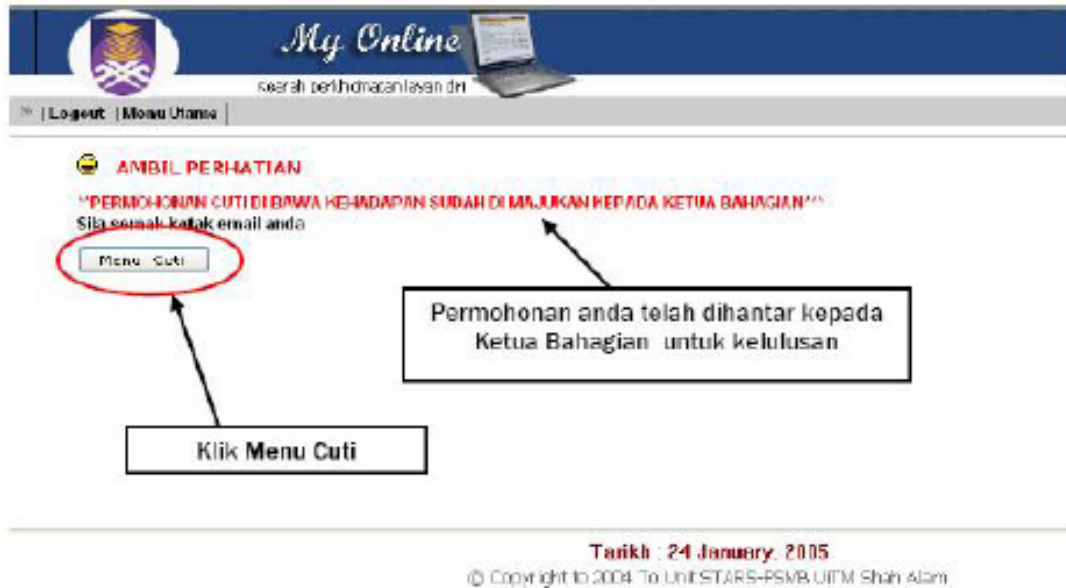 My Online
» | Logout | Menu Utama |
AMBIL PERHATIAN
**PERMOHONAN CUTI DI BAWA KEHADAPAN SUDAH DI MAJUKAN KEPADA KETUA BAHAGIAN***
Sila semak kotak email anda
Menu Cuti
Permohonan anda telah dihantar kepada
Ketua Bahagian untuk kelulusan
Klik Menu Cuti
Tarikh : 24 January, 2005
© Copyright to 2004 To Unit STARS-PSMB UiTM Shah Alam